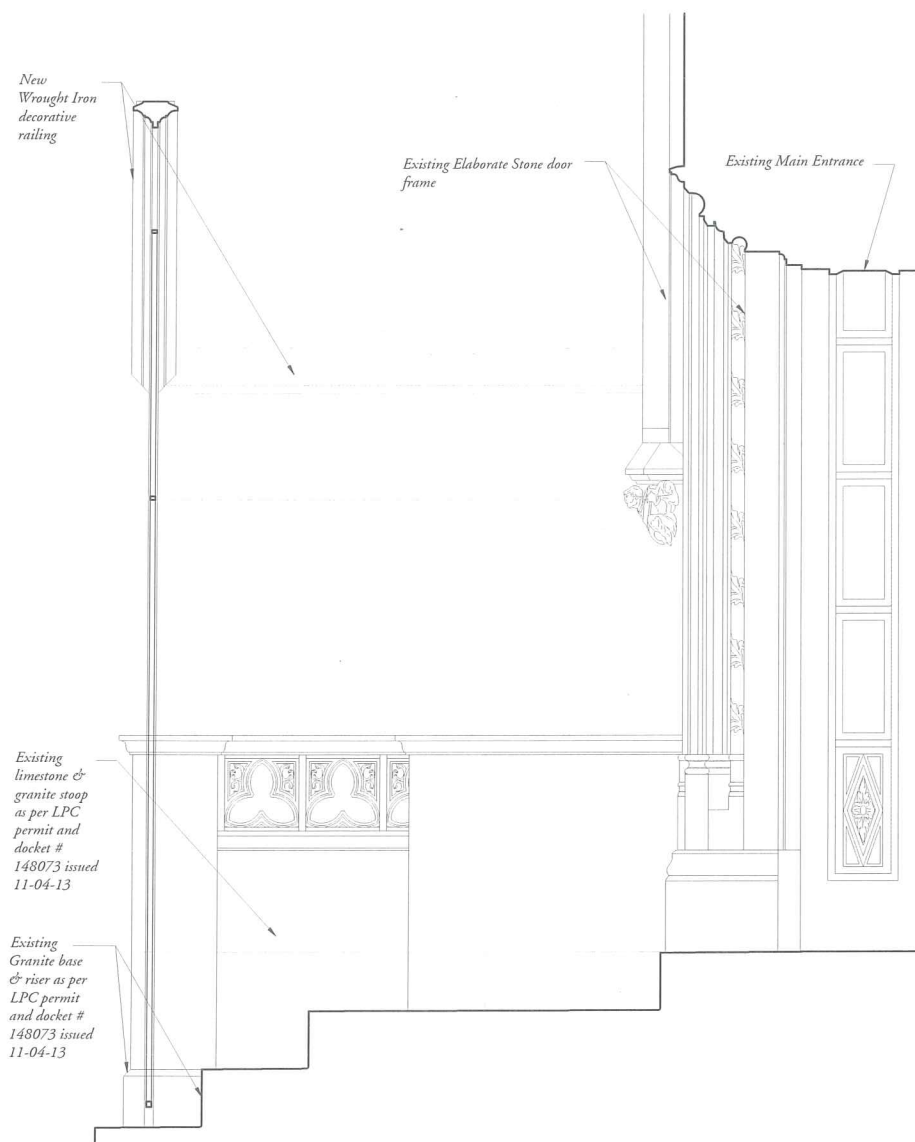 New
Wrought Iron
decorative
railing
Existing Elaborate Stone door
frame
Existing Main Entrance
Existing
limestone &
granite stoop
as per LPC
permit and
docket #
148073 issued
11-04-13
Existing
Granite base
& riser as per
LPC permit
and docket #
148073 issued
11-04-13